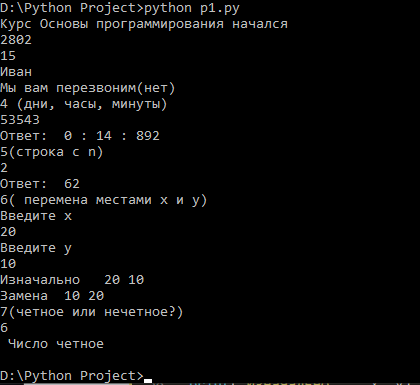 D:\Python Project>python p1.py
Курс Основы программирования начался
2802
15
Иван
Мы вам перезвоним(нет)
4 (дни, часы, минуты)
53543
Ответ:  0 : 14 : 892
5(строка с n)
2
Ответ:  62
6( перемена местами x и y)
Введите x
20
Введите y
10
Изначально   20 10
Замена  10 20
7(четное или нечетное?)
6
 Число четное
D:\Python Project>